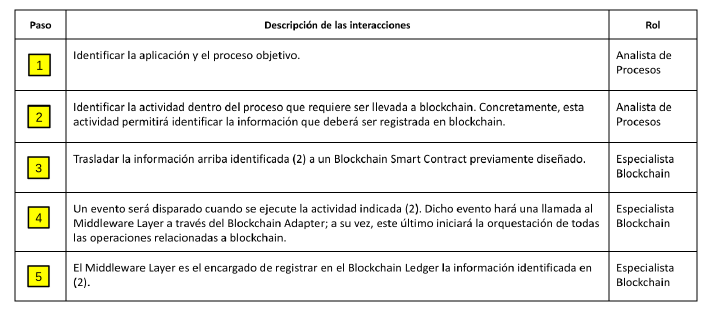 Paso Descripción de las interacciones Rol
1 Identificar la aplicación y el proceso objetivo. Analista de
Procesos
2 Identificar la actividad dentro del proceso que requiere ser llevada a blockchain. Concretamente, esta Analista de
actividad permitirá identificar la información que deberá ser registrada en blockchain. Procesos
3 Trasladar la información arriba identificada (2) a un Blockchain Smart Contract previamente diseñado. Especialista
Blockchain
4 Un evento será disparado cuando se ejecute la actividad indicada (2). Dicho evento hará una llamada al Especialista
Middleware Layer a través del Blockchain Adapter; a su vez, este último iniciará la orquestación de todas Blockchain
las operaciones relacionadas a blockchain.
5 El Middleware Layer es el encargado de registrar en el Blockchain Ledger la información identificada en Especialista
(2). Blockchain